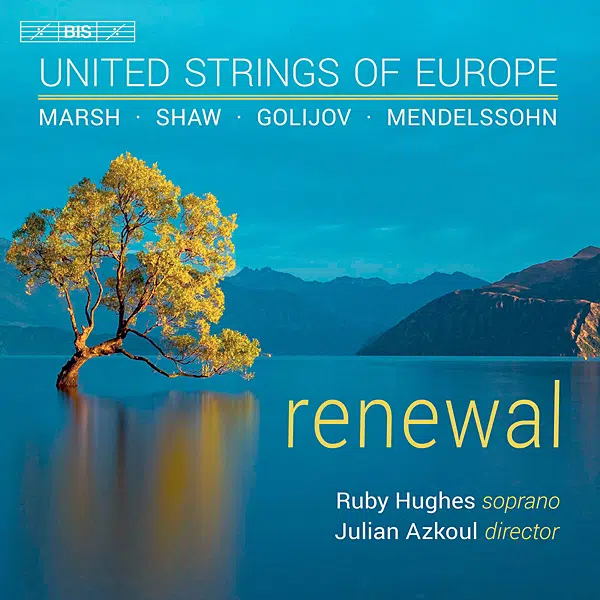 BIS
UNITED STRINGS OF EUROPE
MARSH · SHAW · GOLIJOV · MENDELSSOHN
renewal
Ruby Hughes soprano
Julian Azkoul director